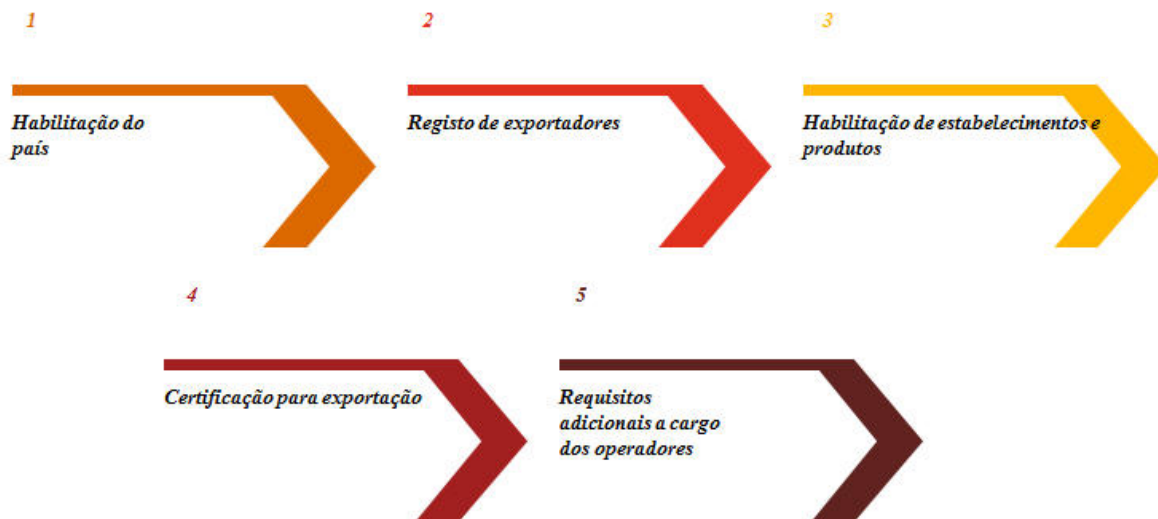 1
2
3
Habilitação do
país
Registo de exportadores
Habilitação de estabelecimentos e
produtos
4
5
Certificação para exportação
Requisitos
adicionais a cargo
dos operadores